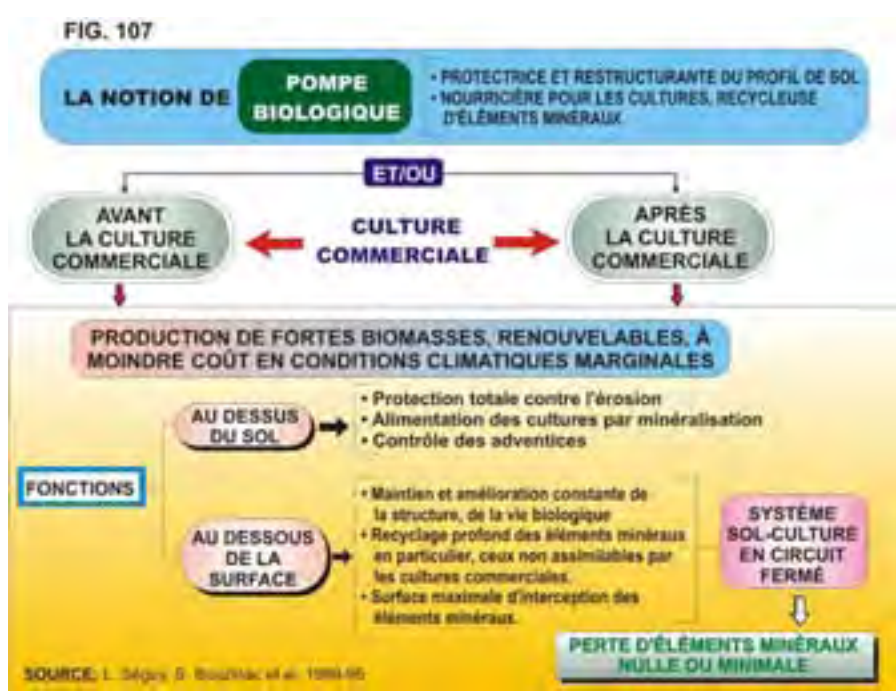 FIG. 107
LA NOTION DE
POMPE
BIOLOGIQUE
• PROTECTRICE ET RESTRUCTURANTE DU PROFIL DE SOL
• NOURRICIÈRE POUR LES CULTURES, RECYCLEUSE
D'ÉLÉMENTS MINÉRAUX
ET/OU
AVANT
LA CULTURE
COMMERCIALE
CULTURE
COMMERCIALE
APRÈS
LA CULTURE
COMMERCIALE
PRODUCTION DE FORTES BIOMASSES, RENOUVELABLES, À
MOINDRE COÛT EN CONDITIONS CLIMATIQUES MARGINALES
FONCTIONS
AU DESSUS
DU SOL
• Protection totale contre l'érosion
• Alimentation des cultures par minéralisation
• Contrôle des adventices
AU DESSOUS
DE LA
SURFACE
• Maintien et amélioration constante de
la structure, de la vie biologique
• Recyclage profond des éléments minéraux
en particulier, ceux non assimilables par
les cultures commerciales.
• Surface maximale d'interception des
éléments minéraux.
SYSTÈME
SOL-CULTURE
EN CIRCUIT
FERMÉ
PERTE D'ÉLÉMENTS MINÉRAUX
NULLE OU MINIMALE
SOURCE: L. Séguy, S. Bouzinac et al.